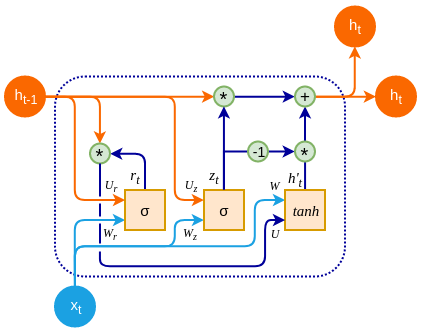 h_t
h_{t-1}
*
+
h_t
*
-1
*
r_t
z_t
h'_t
U_r
U_z
W
σ
σ
tanh
W_r
W_z
U
x_t